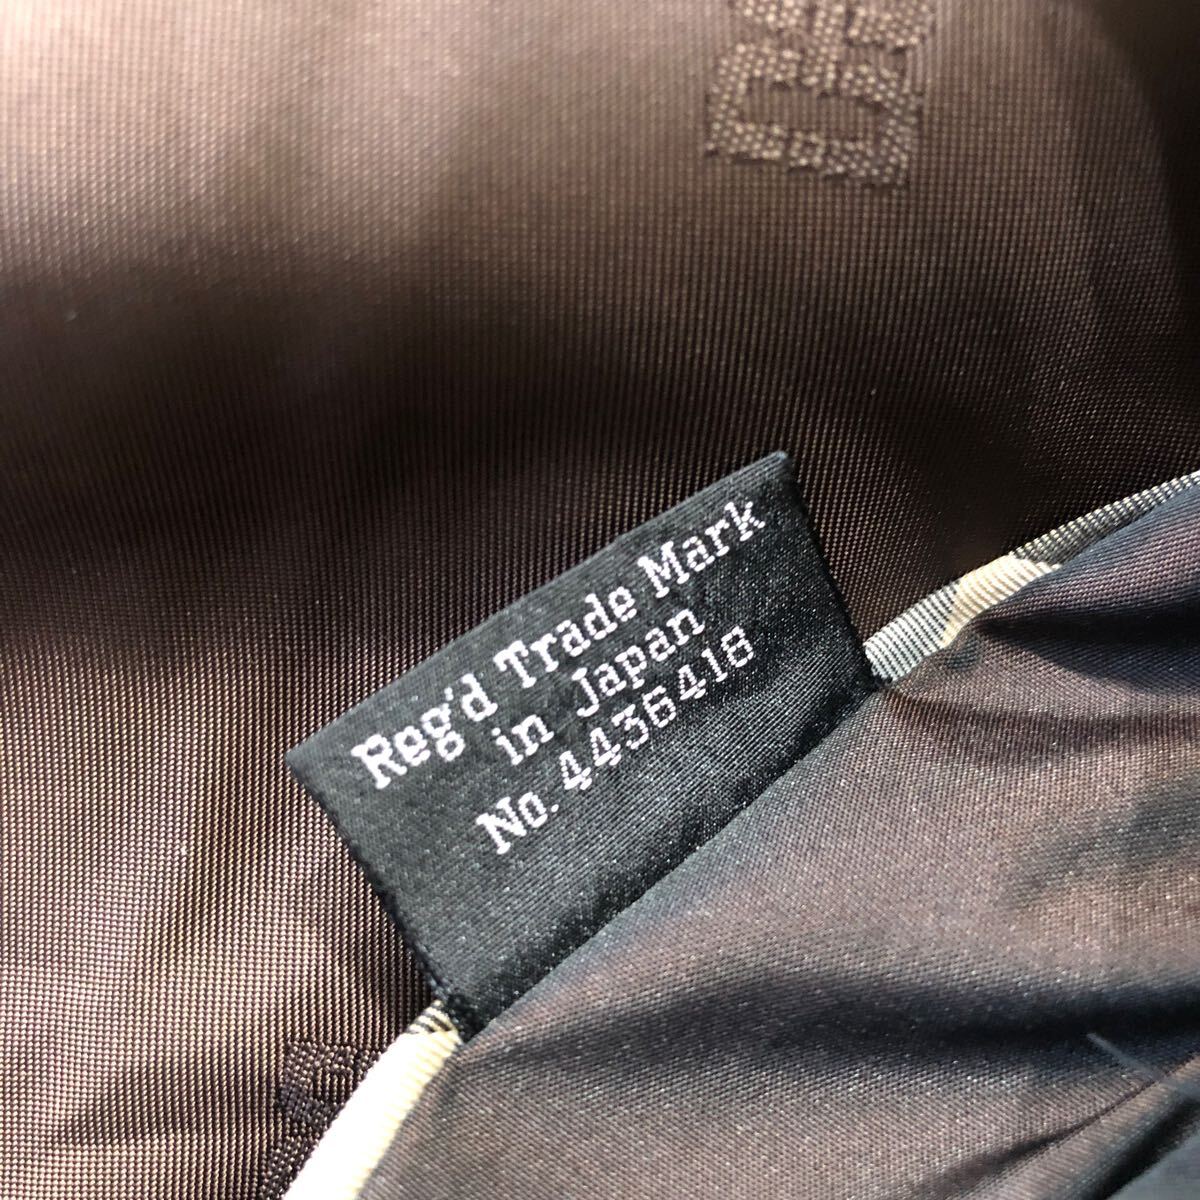 Reg'd Trade Mark
in Japan
No. 4436418